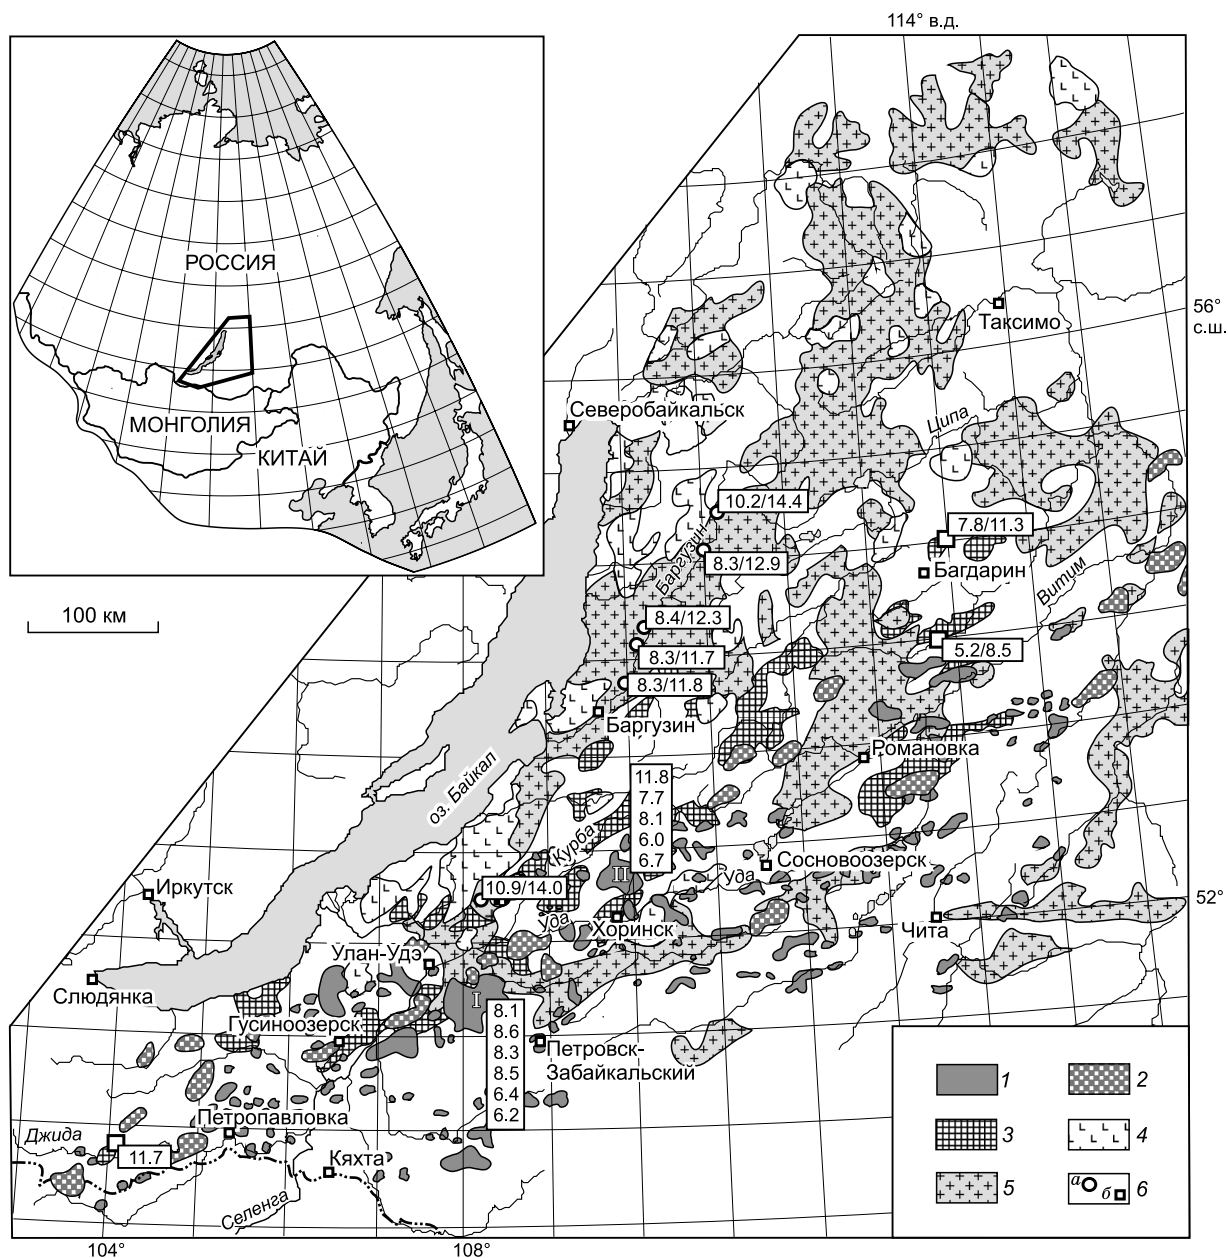 114° в.д.
РОССИЯ
МОНГОЛИЯ
КИТАЙ
56°
с.ш.
Таксимо
Северобайкальск
Ципа
10.2/14.4
7.8/11.3
Баргузин
8.3/12.9
Багдарин
Витим
100 км
8.4/12.3
8.3/11.7
5.2/8.5
8.3/11.8
Баргузин
Романовка
оз. Байкал
11.8
7.7
8.1
6.0
6.7
Курба
Сосновоозерск
II
Уда
Иркутск
10.9/14.0
52°
Уда
Хоринск
Чита
Улан-Удэ
Слюдянка
I
8.1
8.6
8.3
8.5
6.4
6.2
Гусиноозерск
Петровск-
Забайкальский
Петропавловка
Джида
11.7
Кяхта
Селенга
1
2
3
4
5
а
б
6
104°
108°